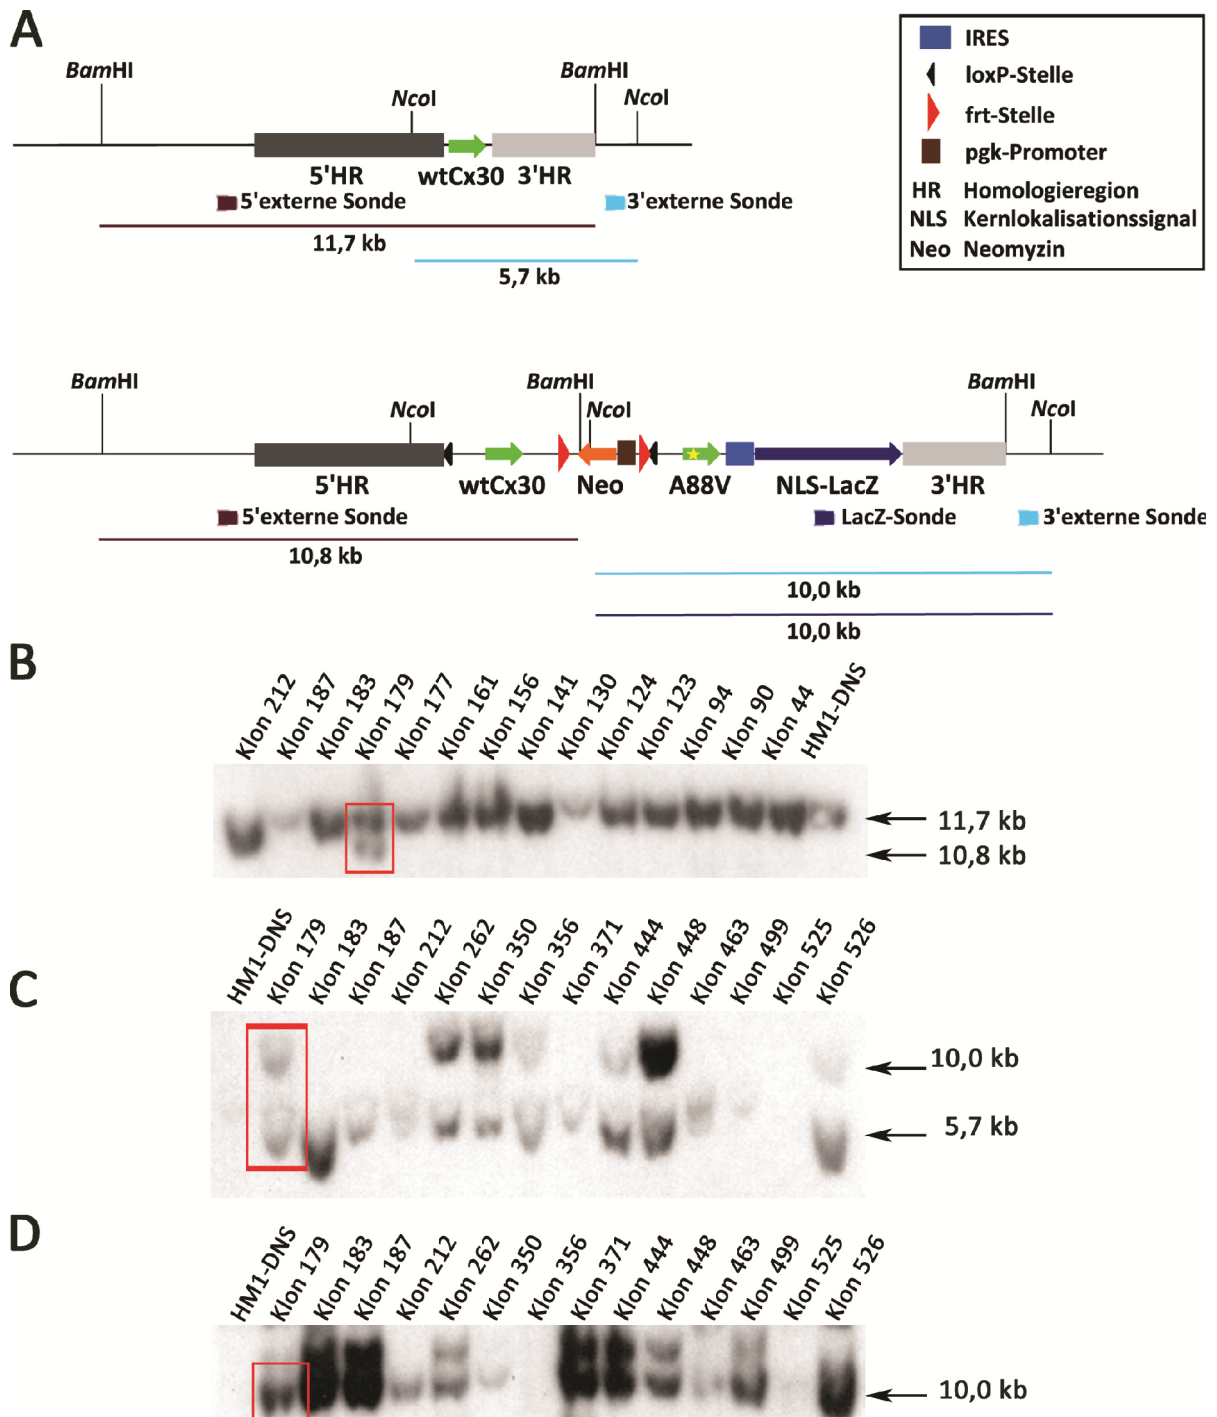 A
BamHI
BamHI
NcoI
NcoI
5'HR
wtCx30
3'HR
5'externe Sonde
3'externe Sonde
11,7 kb
5,7 kb
IRES
loxP-Stelle
frt-Stelle
pgk-Promoter
HR Homologieregion
NLS Kernlokalisationssignal
Neo Neomyzin
BamHI
BamHI
BamHI
NcoI
NcoI
NcoI
5'HR
wtCx30
Neo
A88V
NLS-LacZ
3'HR
5'externe Sonde
LacZ-Sonde
3'externe Sonde
10,8 kb
10,0 kb
10,0 kb
B
Klon 212
Klon 187
Klon 183
Klon 179
Klon 177
Klon 161
Klon 156
Klon 141
Klon 130
Klon 124
Klon 123
Klon 94
Klon 90
Klon 44
HM1-DNS
11,7 kb
10,8 kb
C
HM1-DNS
Klon 179
Klon 183
Klon 187
Klon 212
Klon 262
Klon 350
Klon 356
Klon 371
Klon 444
Klon 448
Klon 463
Klon 499
Klon 525
Klon 526
10,0 kb
5,7 kb
D
HM1-DNS
Klon 179
Klon 183
Klon 187
Klon 212
Klon 262
Klon 350
Klon 356
Klon 371
Klon 444
Klon 448
Klon 463
Klon 499
Klon 525
Klon 526
10,0 kb